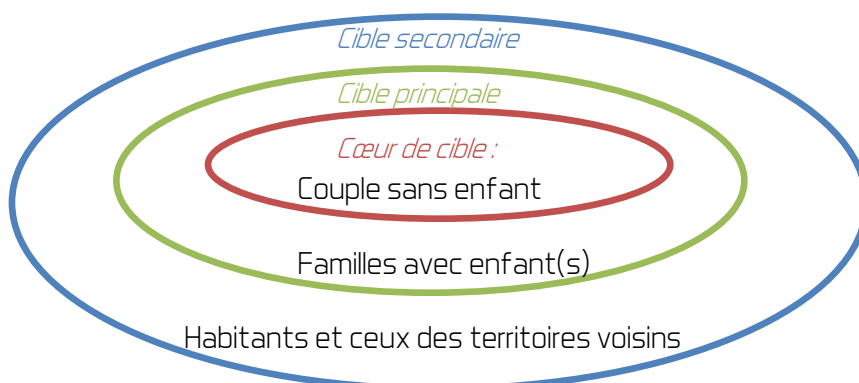 Cible secondaire
Cible principale
Cœur de cible :
Couple sans enfant
Familles avec enfant(s)
Habitants et ceux des territoires voisins